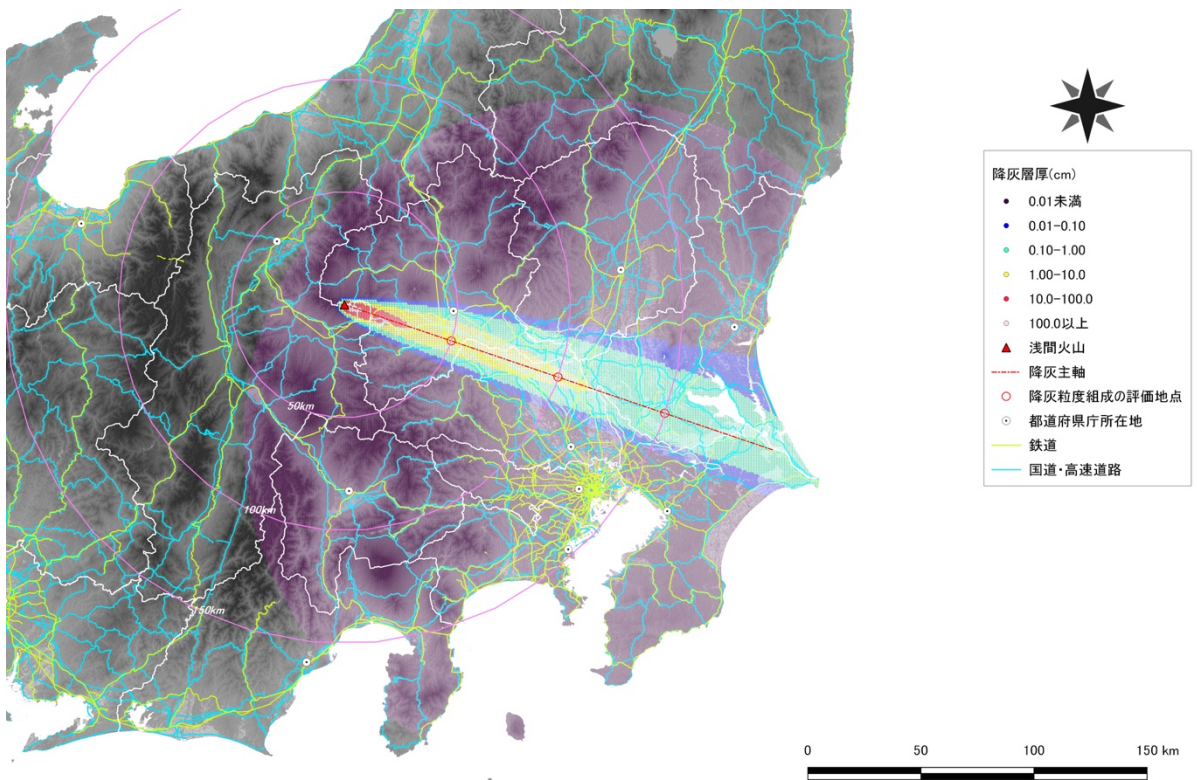 降灰層厚(cm)
0.01未満
0.01-0.10
0.10-1.00
1.00-10.0
10.0-100.0
100.0以上
浅間火山
降灰主軸
降灰粒度組成の評価地点
都道府県庁所在地
鉄道
国道・高速道路
50km
100km
150km
0 50 100 150 km